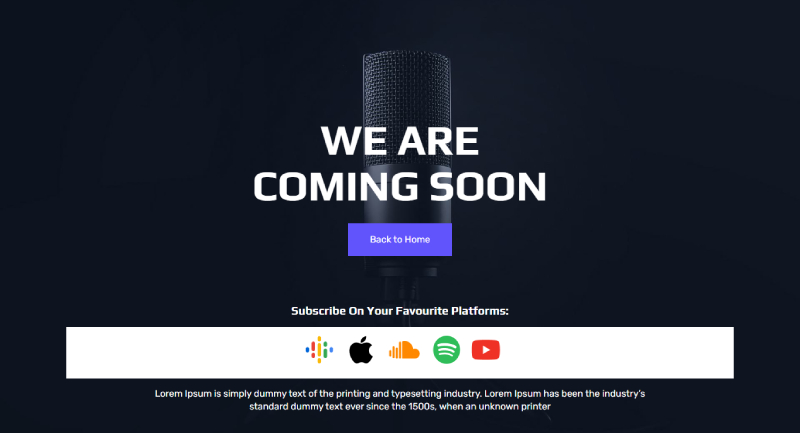 WE ARE
COMING SOON
Back to Home
Subscribe On Your Favourite Platforms:
Lorem Ipsum is simply dummy text of the printing and typesetting industry. Lorem Ipsum has been the industry's
standard dummy text ever since the 1500s, when an unknown printer